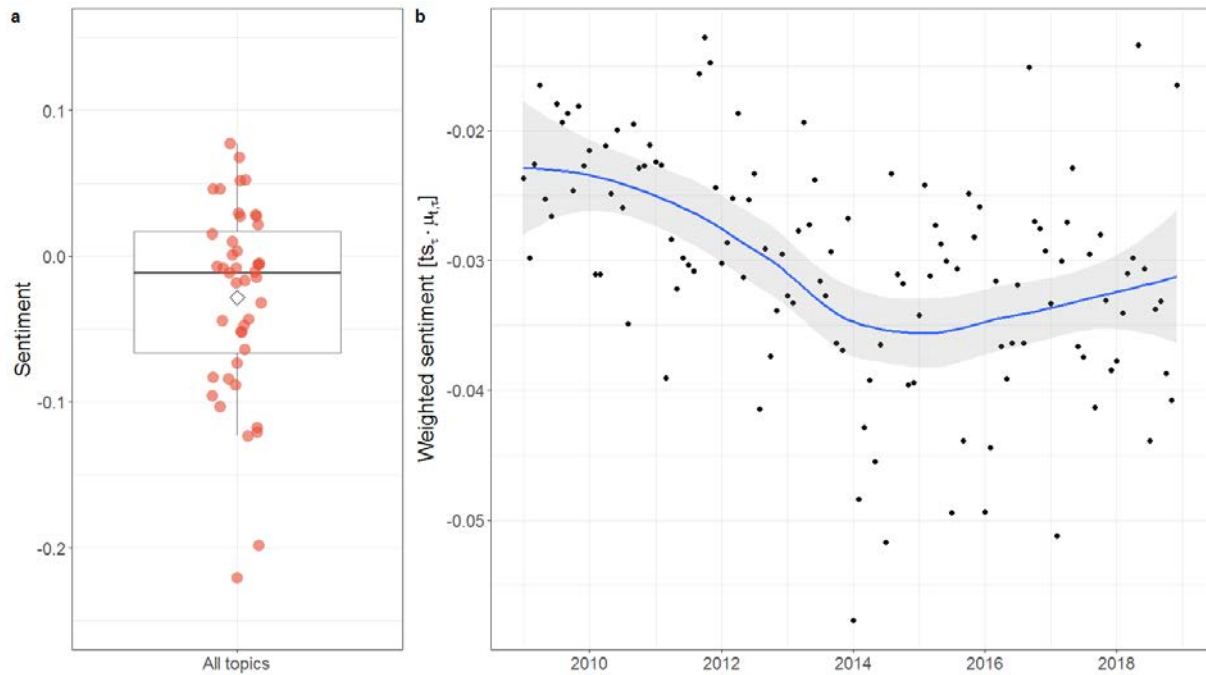 a
Sentiment
0.1
0.0
-0.1
-0.2
All topics
b
Weighted sentiment [tsτ · μt,τ]
-0.02
-0.03
-0.04
-0.05
2010 2012 2014 2016 2018